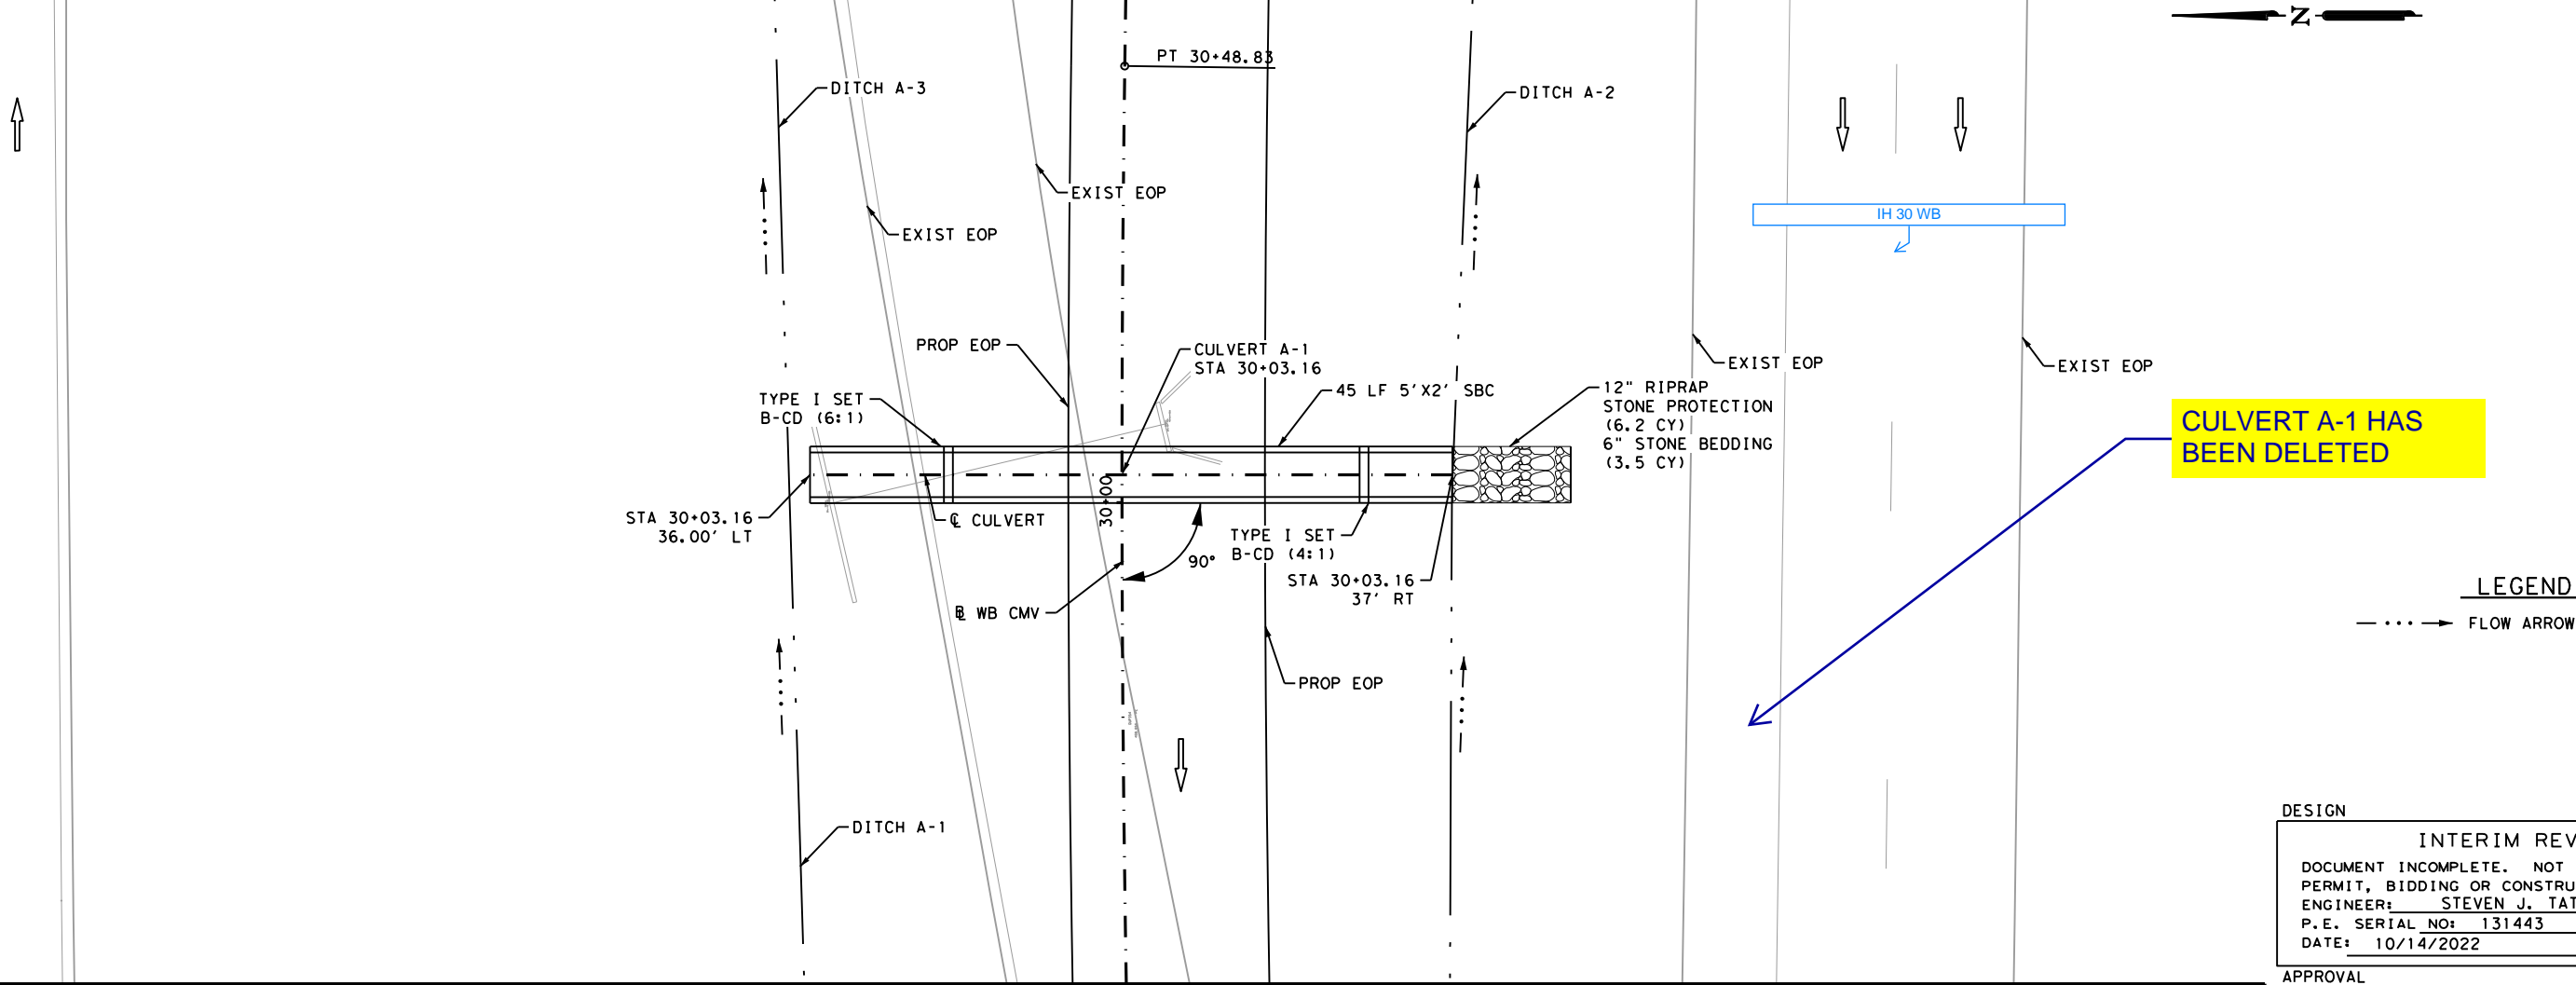 N
PT 30+48.83
DITCH A-3
DITCH A-2
EXIST EOP
EXIST EOP
IH 30 WB
PROP EOP
CULVERT A-1
STA 30+03.16
EXIST EOP
EXIST EOP
TYPE I SET
B-CD (6:1)
45 LF 5'X2' SBC
12" RIPRAP
STONE PROTECTION
(6.2 CY)
6" STONE BEDDING
(3.5 CY)
CULVERT A-1 HAS
BEEN DELETED
STA 30+03.16
36.00' LT
℄ CULVERT
30+00
TYPE I SET
B-CD (4:1)
90°
STA 30+03.16
37' RT
WB CMV
LEGEND
FLOW ARROW
PROP EOP
DITCH A-1
DESIGN
INTERIM REV
DOCUMENT INCOMPLETE. NOT
PERMIT, BIDDING OR CONSTRU
ENGINEER: STEVEN J. TAT
P.E. SERIAL NO: 131443
DATE: 10/14/2022
APPROVAL